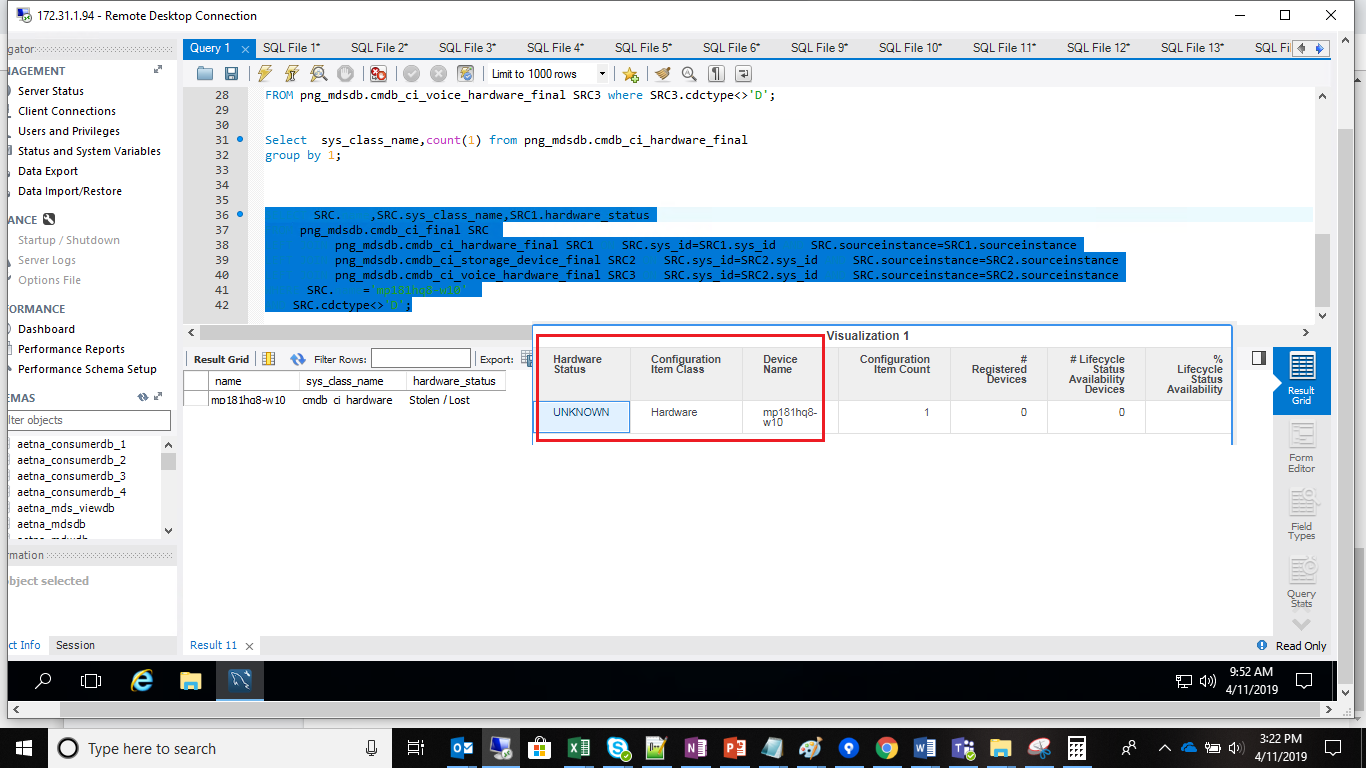 172.31.1.94 - Remote Desktop Connection
gator
Query 1
SQL File 1*
SQL File 2*
SQL File 3*
SQL File 4*
SQL File 5*
SQL File 6*
SQL File 9*
SQL File 10*
SQL File 11*
SQL File 12*
SQL File 13*
SQL Fi
Limit to 1000 rows
NAGEMENT
Server Status
Client Connections
Users and Privileges
Status and System Variables
Data Export
Data Import/Restore
ANCE
Startup / Shutdown
Server Logs
Options File
FORMANCE
Dashboard
Performance Reports
Performance Schema Setup
EMAS
lter objects
aetna_consumerdb_1
aetna_consumerdb_2
aetna_consumerdb_3
aetna_consumerdb_4
aetna_mds_viewdb
aetna_mdsdb
rmation
bject selected
ct Info
Session
28 FROM png_mdsdb.cmdb_ci_voice_hardware_final SRC3 where SRC3.cdctype<>'D';
29
30
31 Select sys_class_name,count(1) from png_mdsdb.cmdb_ci_hardware_final
32 group by 1;
33
34
35
36 SRC. ,SRC.sys_class_name,SRC1.hardware_status
37 png_mdsdb.cmdb_ci_final SRC
38 png_mdsdb.cmdb_ci_hardware_final SRC1 SRC.sys_id=SRC1.sys_id SRC.sourceinstance=SRC1.sourceinstance
39 png_mdsdb.cmdb_ci_storage_device_final SRC2 SRC.sys_id=SRC2.sys_id SRC.sourceinstance=SRC2.sourceinstance
40 png_mdsdb.cmdb_ci_voice_hardware_final SRC3 SRC.sys_id=SRC2.sys_id SRC.sourceinstance=SRC2.sourceinstance
41 SRC. ='mp181hq8-w10'
42 SRC.cdctype<>'D';
Result Grid
Filter Rows:
Export:
name sys_class_name hardware_status
mp181hq8-w10 cmdb_ci_hardware Stolen / Lost
Visualization 1
Hardware
Status
Configuration
Item Class
Device
Name
Configuration
Item Count
#
Registered
Devices
# Lifecycle
Status
Availability
Devices
%
Lifecycle
Status
Availability
UNKNOWN
Hardware
mp181hq8-
w10
1
0
0
Result
Grid
Form
Editor
Field
Types
Query
Stats
Result 11
Read Only
9:52 AM
4/11/2019
Type here to search
3:22 PM
4/11/2019